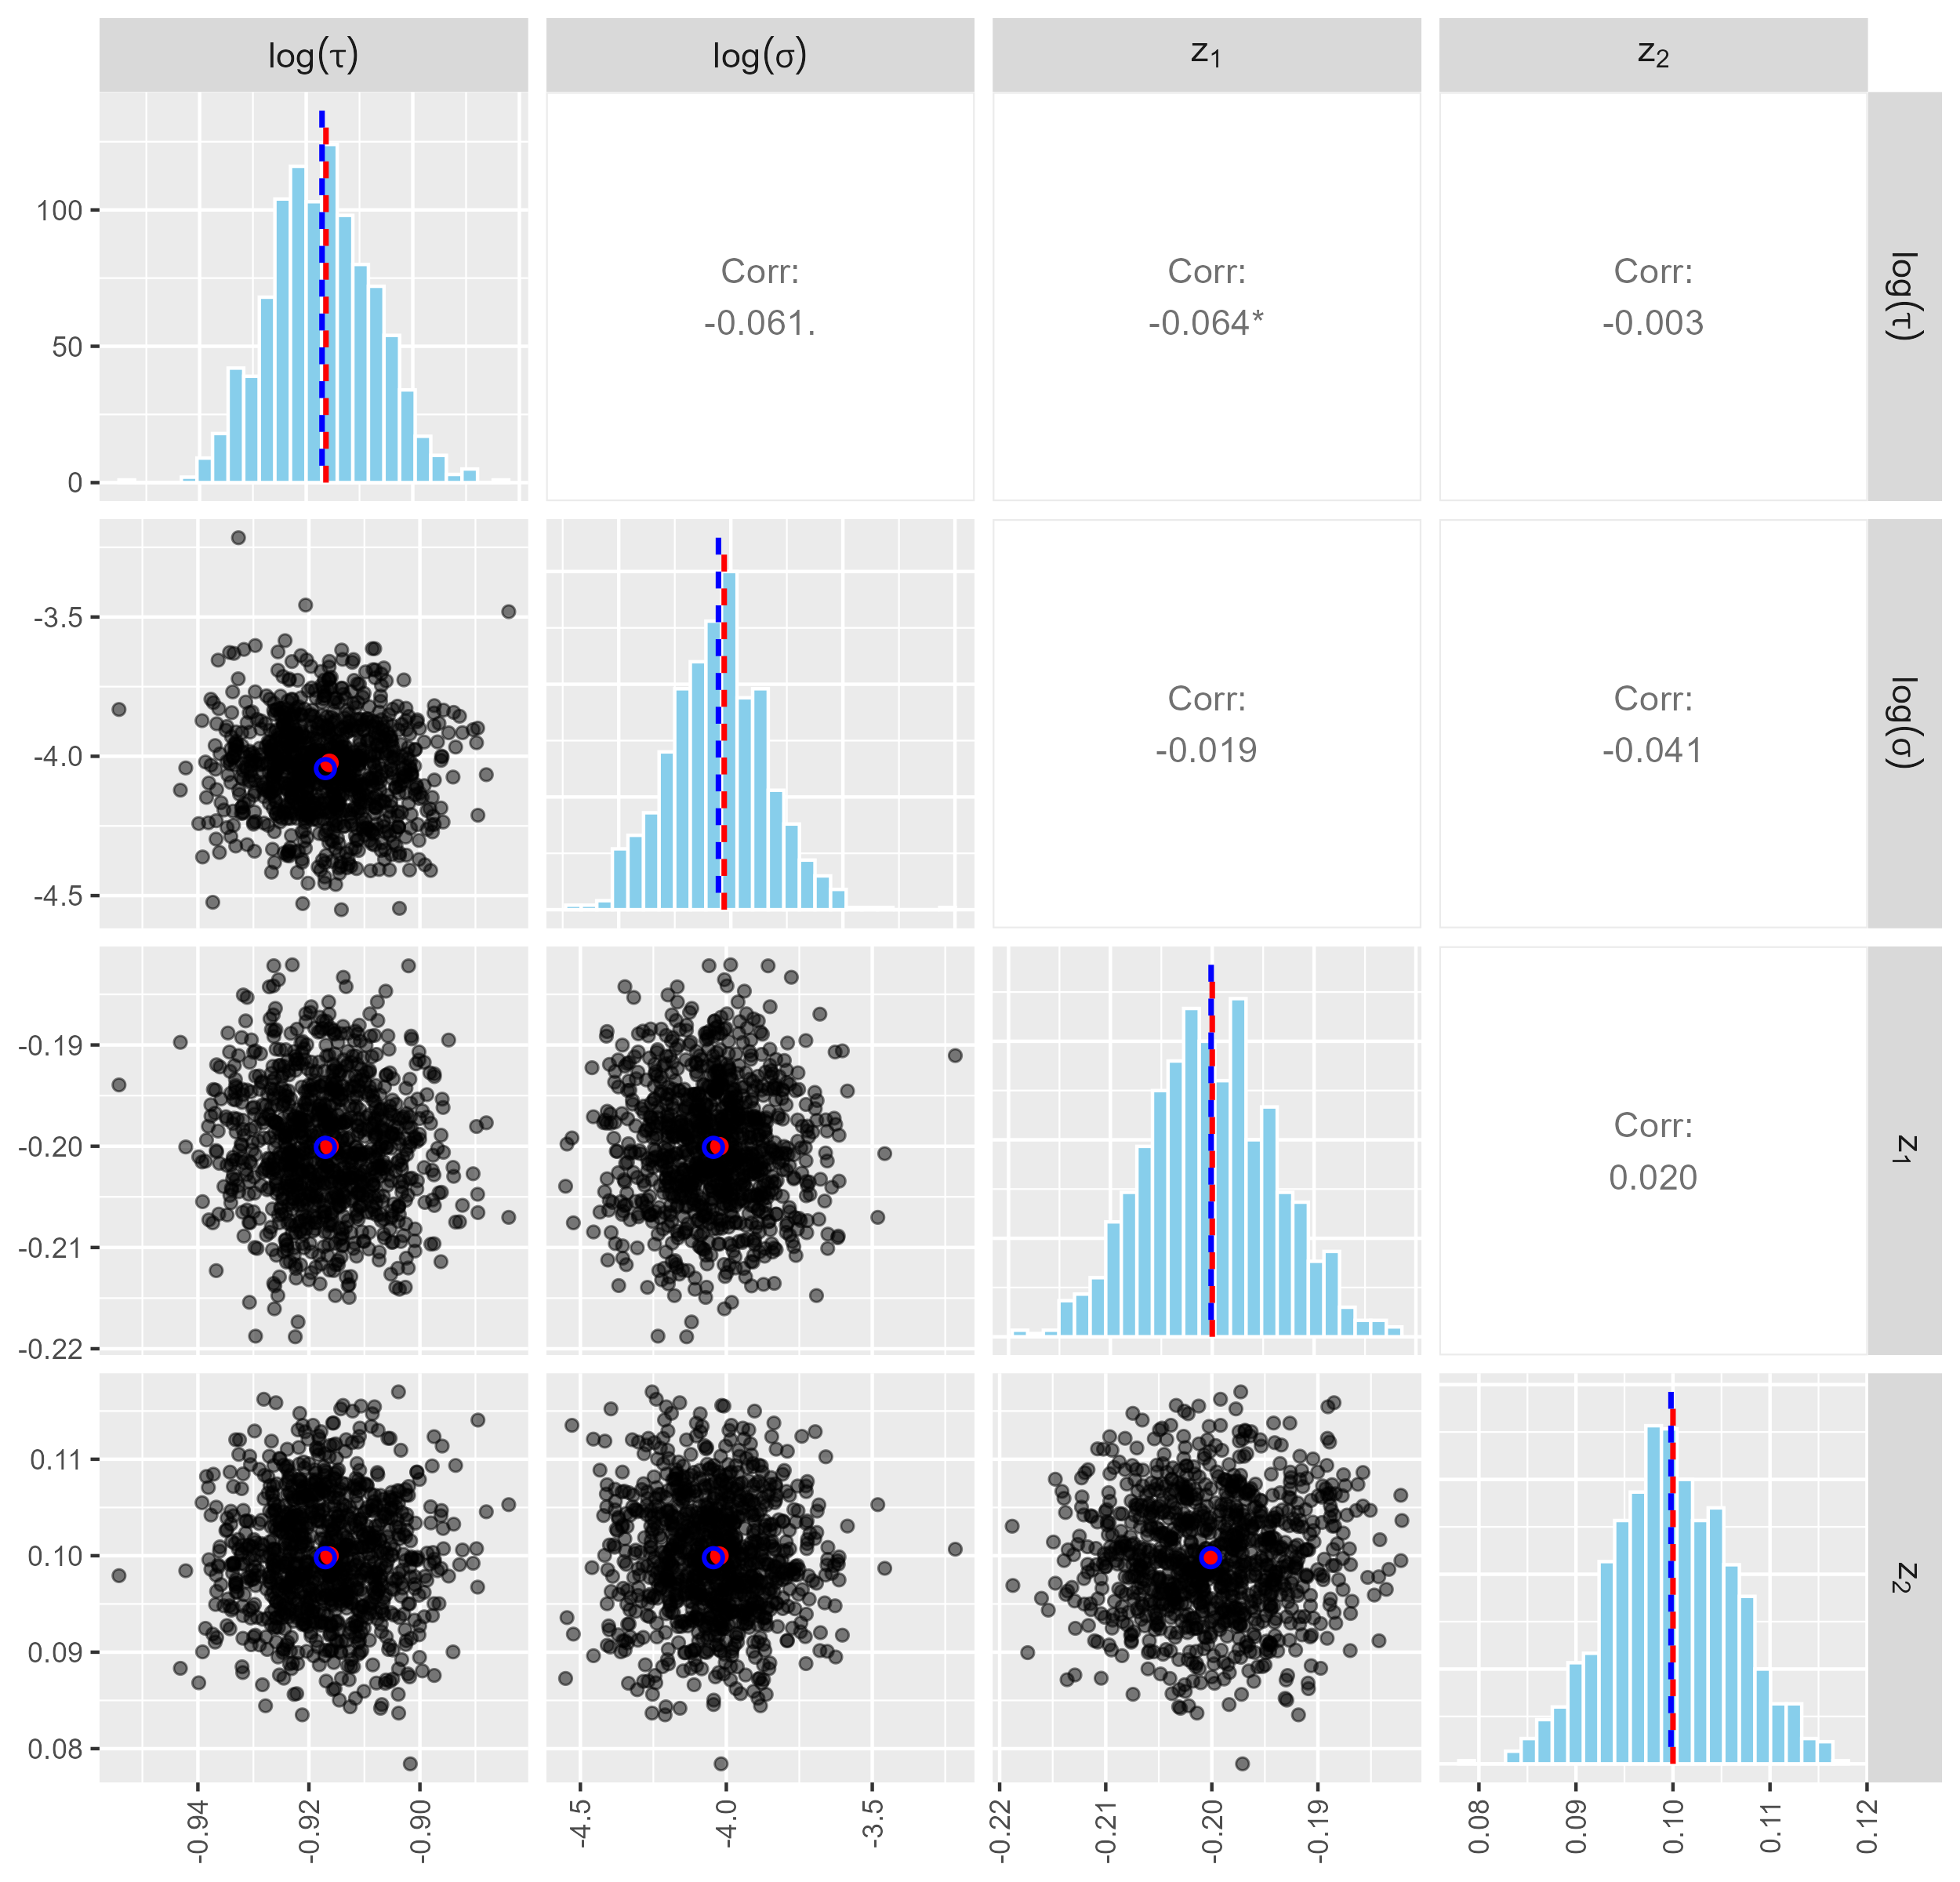 log(τ)
log(σ)
z₁
z₂
100
50
0
Corr:
-0.061.
Corr:
-0.064*
Corr:
-0.003
log(τ)
-3.5
-4.0
-4.5
Corr:
-0.019
Corr:
-0.041
log(σ)
-0.19
-0.20
-0.21
-0.22
Corr:
0.020
z₁
0.11
0.10
0.09
0.08
z₂
-0.94
-0.92
-0.90
-4.5
-4.0
-3.5
-0.22
-0.21
-0.20
-0.19
0.08
0.09
0.10
0.11
0.12